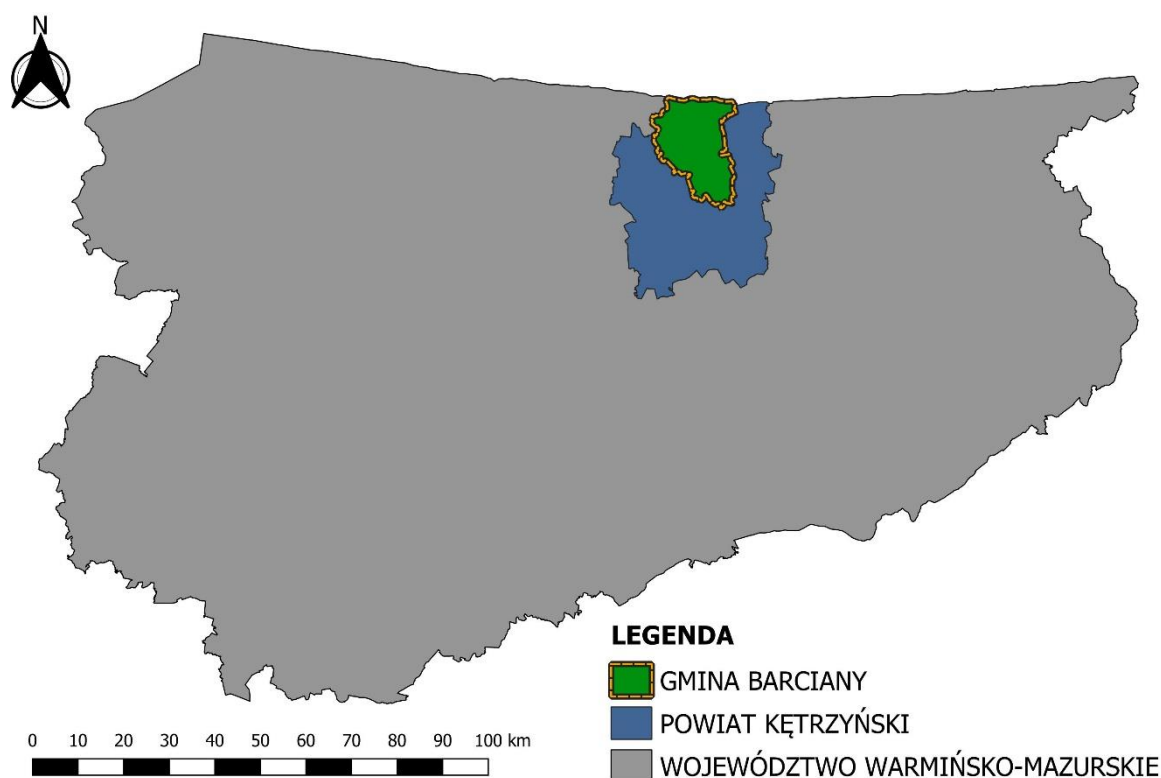 N
LEGENDA
GMINA BARCIANY
POWIAT KĘTRZYŃSKI
WOJEWÓDZTWO WARMIŃSKO-MAZURSKIE
0 10 20 30 40 50 60 70 80 90 100 km